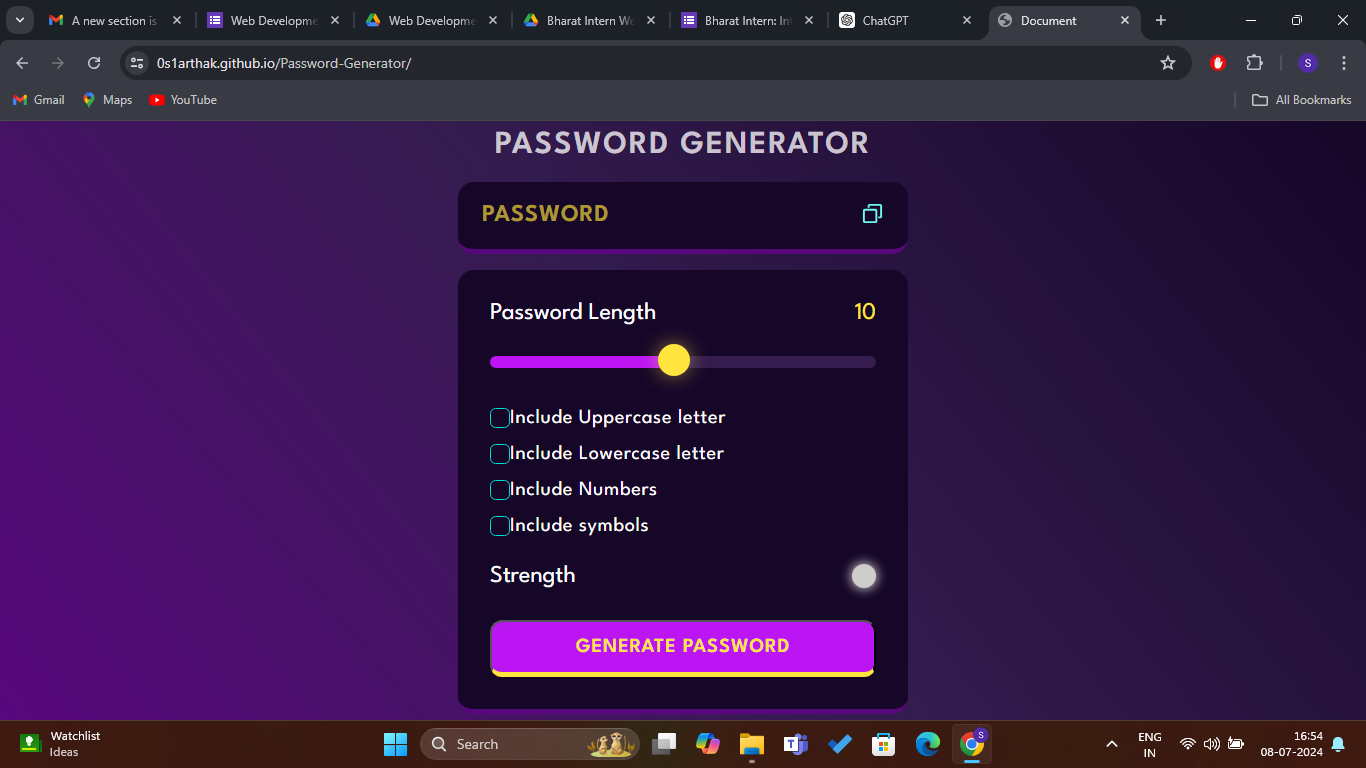 A new section is
Web Developme
Web Developme
Bharat Intern We
Bharat Intern: Int
ChatGPT
Document
0s1arthak.github.io/Password-Generator/
S
Gmail
Maps
YouTube
All Bookmarks
PASSWORD GENERATOR
PASSWORD
Password Length
10
Include Uppercase letter
Include Lowercase letter
Include Numbers
Include symbols
Strength
GENERATE PASSWORD
Watchlist
Ideas
Search
S
ENG
IN
16:54
08-07-2024